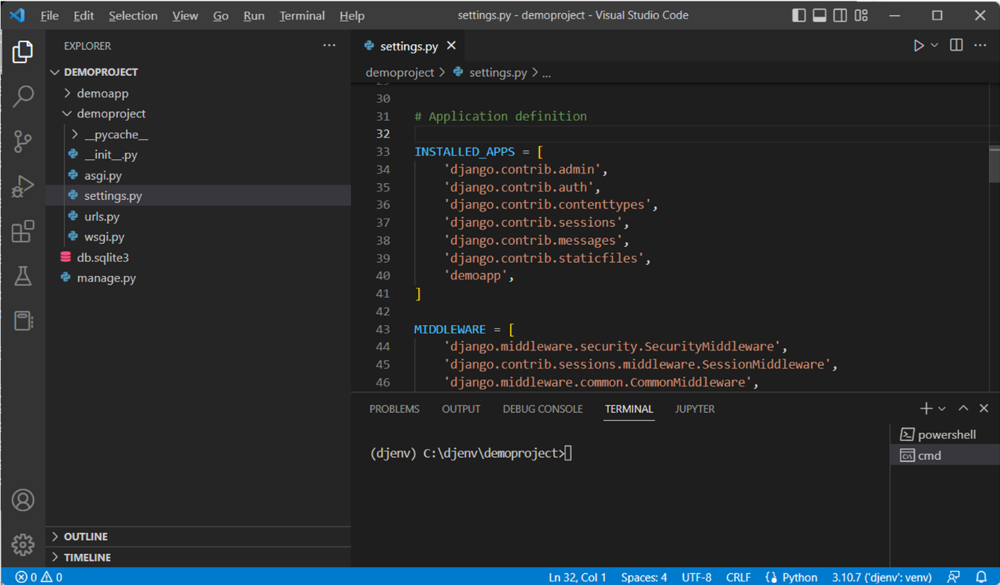 File Edit Selection View Go Run Terminal Help settings.py - demoproject - Visual Studio Code
EXPLORER ...
DEMOPROJECT
demoapp
demoproject
__pycache__
__init__.py
asgi.py
settings.py
urls.py
wsgi.py
db.sqlite3
manage.py
OUTLINE
TIMELINE
settings.py
demoproject > settings.py > ...
30
31 # Application definition
32
33 INSTALLED_APPS = [
34 'django.contrib.admin',
35 'django.contrib.auth',
36 'django.contrib.contenttypes',
37 'django.contrib.sessions',
38 'django.contrib.messages',
39 'django.contrib.staticfiles',
40 'demoapp',
41 ]
42
43 MIDDLEWARE = [
44 'django.middleware.security.SecurityMiddleware',
45 'django.contrib.sessions.middleware.SessionMiddleware',
46 'django.middleware.common.CommonMiddleware',
PROBLEMS OUTPUT DEBUG CONSOLE TERMINAL JUPYTER
(djenv) C:\djenv\demoproject>
powershell
cmd
0 0 Ln 32, Col 1 Spaces: 4 UTF-8 CRLF Python 3.10.7 ('djenv': venv)